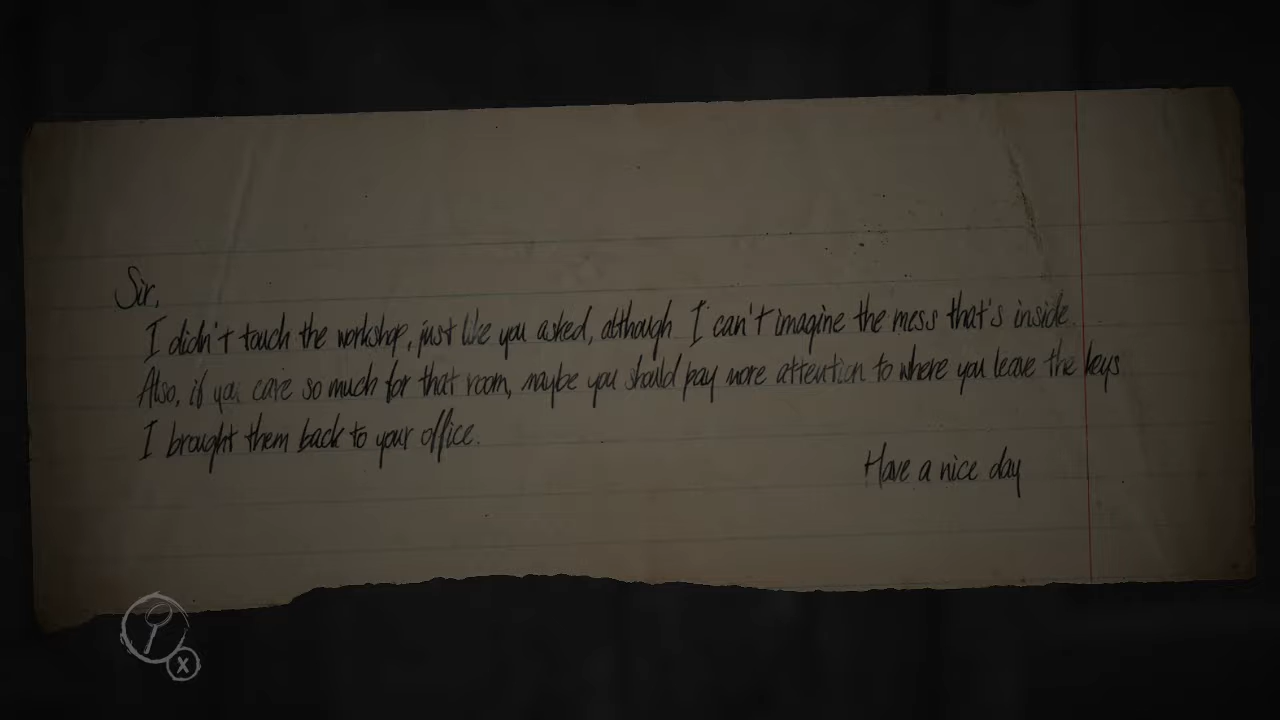 Sir,
I didn't touch the workshop, just like you asked, although I can't imagine the mess that's inside.
Also, if you care so much for that room, maybe you should pay more attention to where you leave the keys.
I brought them back to your office.
Have a nice day
X